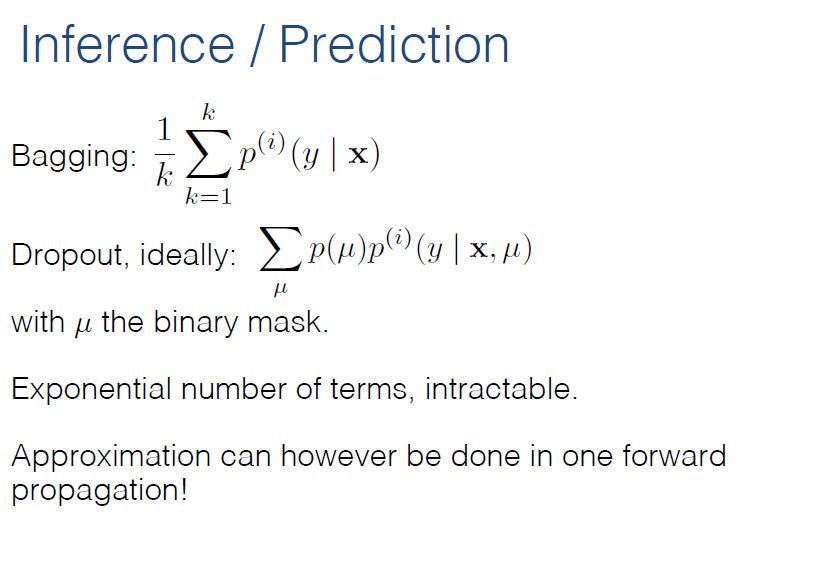 Inference / Prediction
Bagging: $\frac{1}{k} \sum_{k=1}^{k} p^{(i)}(y \mid \mathbf{x})$
Dropout, ideally: $\sum_{\mu} p(\mu) p^{(i)}(y \mid \mathbf{x}, \mu)$
with $\mu$ the binary mask.
Exponential number of terms, intractable.
Approximation can however be done in one forward
propagation!